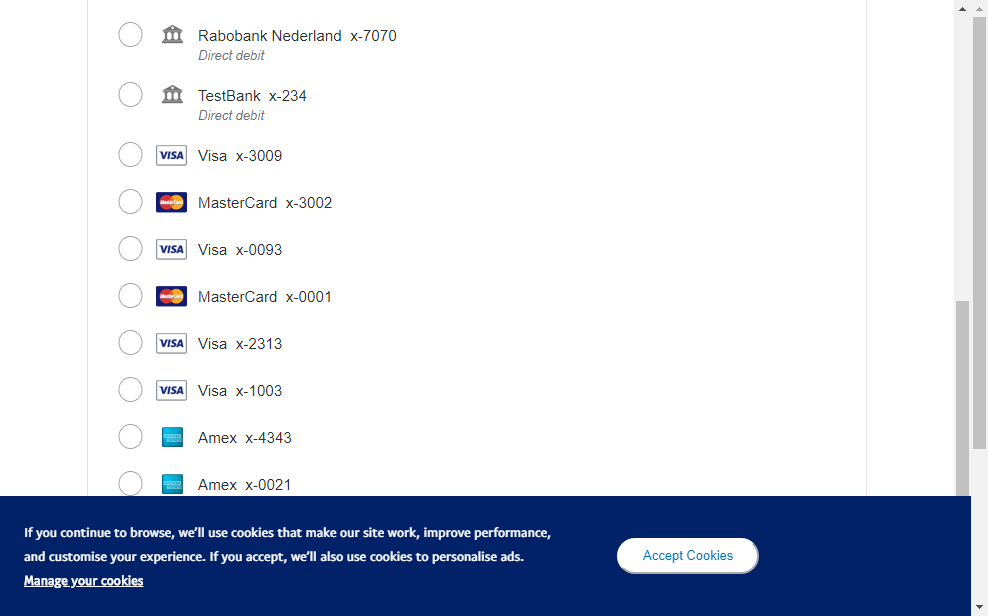 Rabobank Nederland x-7070
Direct debit
TestBank x-234
Direct debit
VISA Visa x-3009
MasterCard MasterCard x-3002
VISA Visa x-0093
MasterCard MasterCard x-0001
VISA Visa x-2313
VISA Visa x-1003
Amex x-4343
Amex x-0021
If you continue to browse, we'll use cookies that make our site work, improve performance,
and customise your experience. If you accept, we'll also use cookies to personalise ads.
Manage your cookies
Accept Cookies